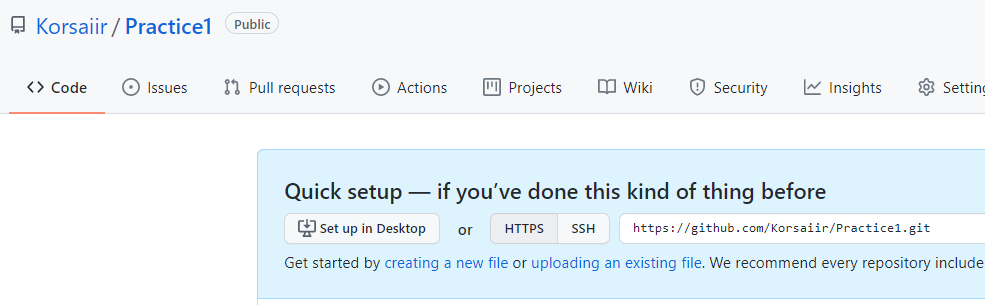 Korsaiir / Practice1 Public
Code Issues Pull requests Actions Projects Wiki Security Insights Settin
Quick setup — if you’ve done this kind of thing before
Set up in Desktop or HTTPS SSH https://github.com/Korsaiir/Practice1.git
Get started by creating a new file or uploading an existing file. We recommend every repository include